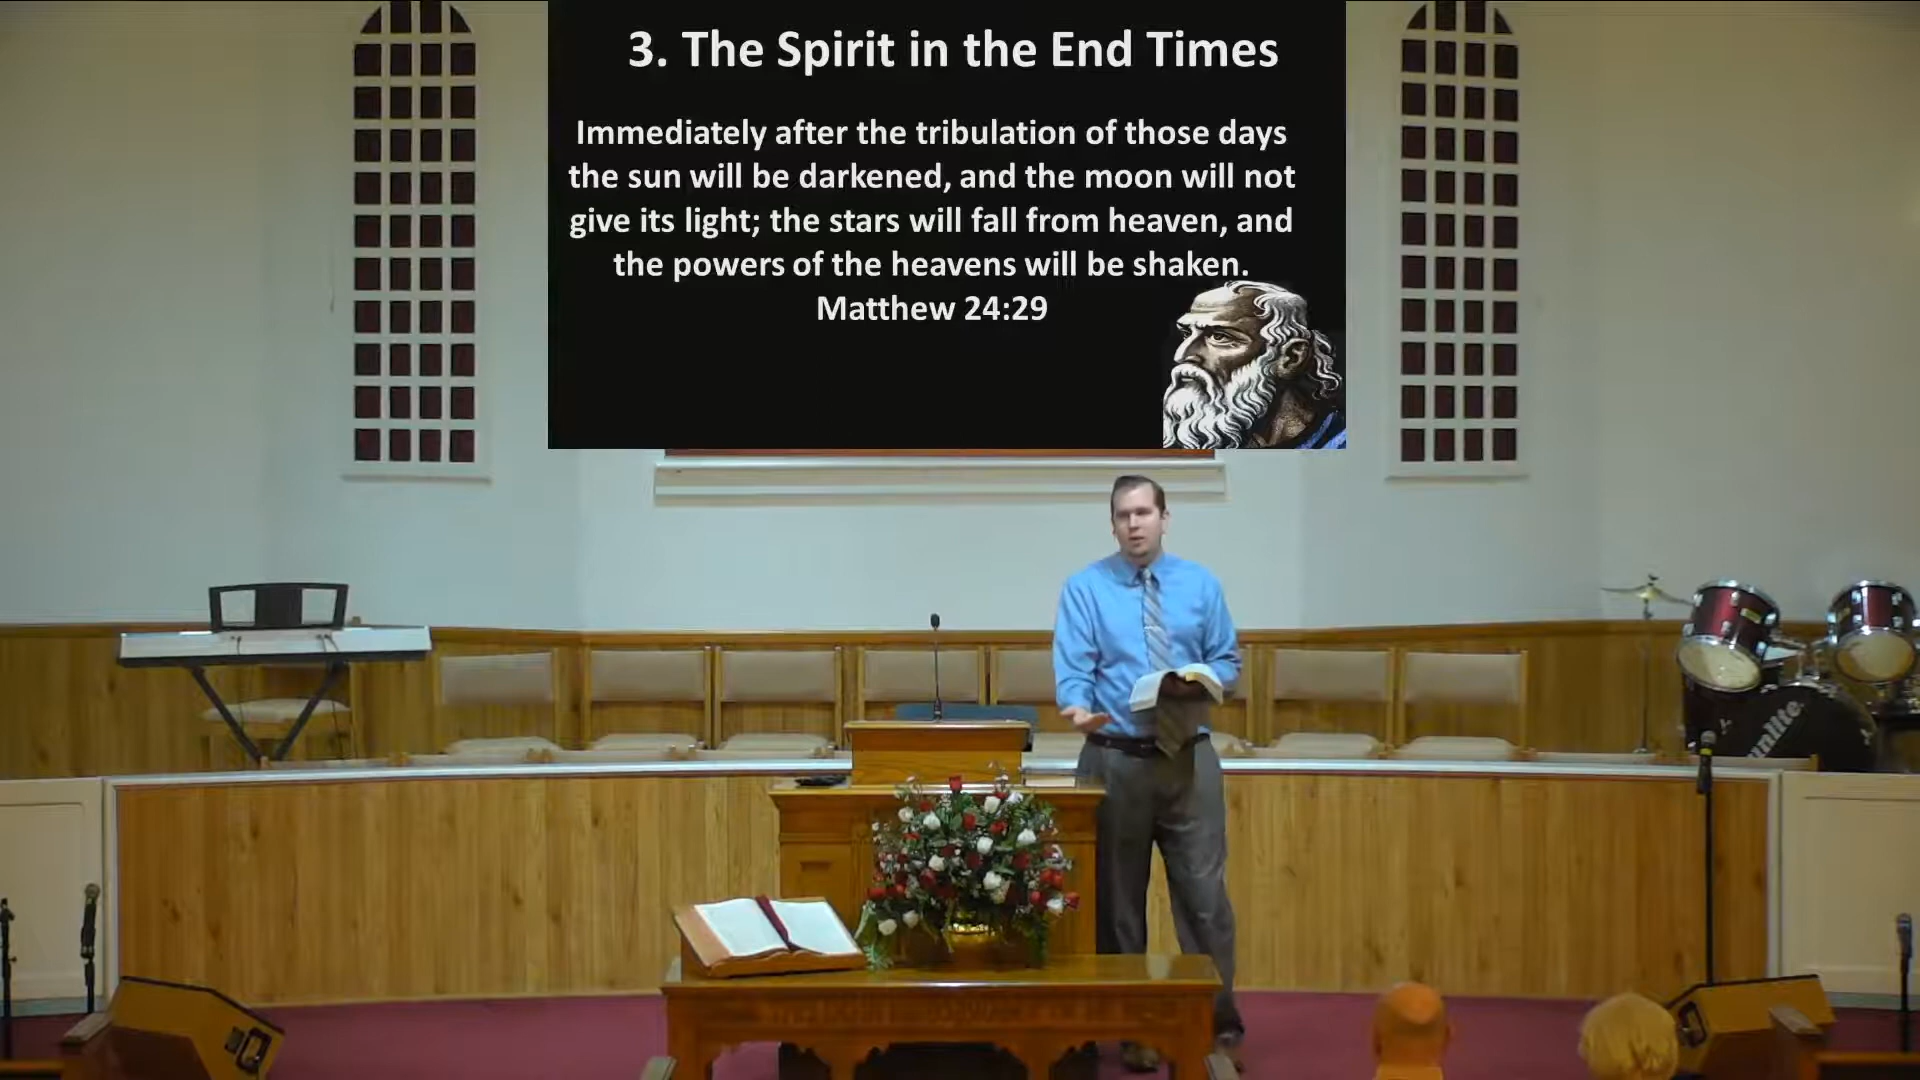 3. The Spirit in the End Times
Immediately after the tribulation of those days
the sun will be darkened, and the moon will not
give its light; the stars will fall from heaven, and
the powers of the heavens will be shaken.
Matthew 24:29